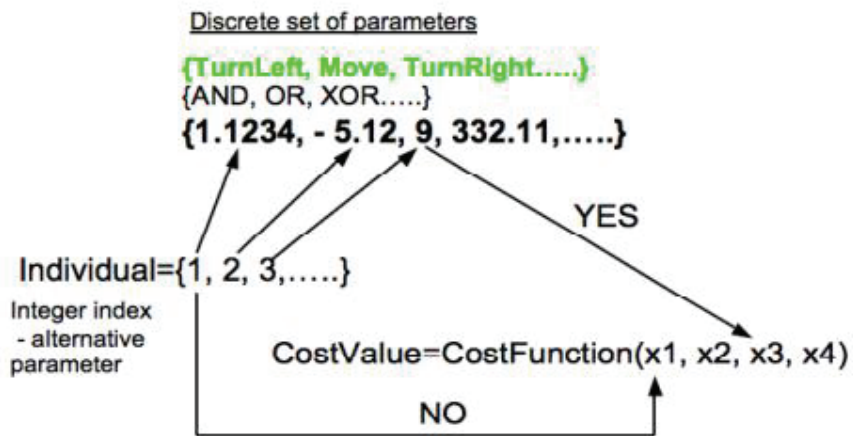 Discrete set of parameters
{TurnLeft, Move, TurnRight.....}
{AND, OR, XOR.....}
{1.1234, - 5.12, 9, 332.11,.....}
YES
Individual={1, 2, 3,.....}
Integer index
- alternative
parameter
CostValue=CostFunction(x1, x2, x3, x4)
NO